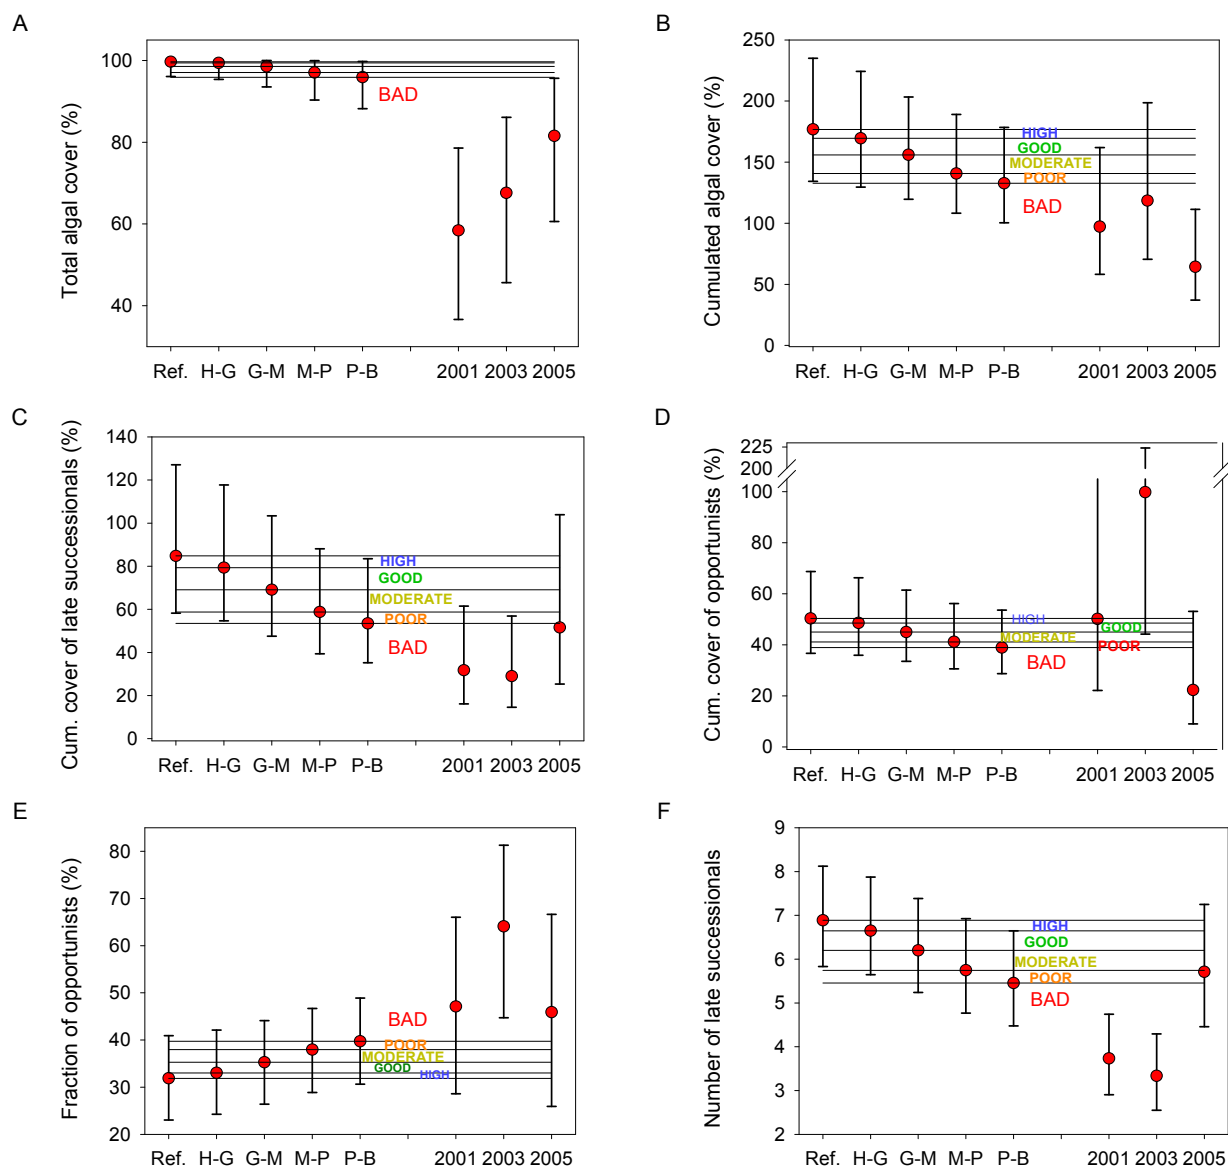 A
Total algal cover (%)
100
80
60
40
BAD
Ref. H-G G-M M-P P-B 2001 2003 2005
B
Cumulated algal cover (%)
250
200
150
100
50
0
HIGH
GOOD
MODERATE
POOR
BAD
Ref. H-G G-M M-P P-B 2001 2003 2005
C
Cum. cover of late successionals (%)
140
120
100
80
60
40
20
0
HIGH
GOOD
MODERATE
POOR
BAD
Ref. H-G G-M M-P P-B 2001 2003 2005
D
Cum. cover of opportunists (%)
225
200
100
80
60
40
20
0
HIGH
GOOD
MODERATE
POOR
BAD
Ref. H-G G-M M-P P-B 2001 2003 2005
E
Fraction of opportunists (%)
80
70
60
50
40
30
20
BAD
POOR
MODERATE
GOOD
HIGH
Ref. H-G G-M M-P P-B 2001 2003 2005
F
Number of late successionals
9
8
7
6
5
4
3
2
HIGH
GOOD
MODERATE
POOR
BAD
Ref. H-G G-M M-P P-B 2001 2003 2005